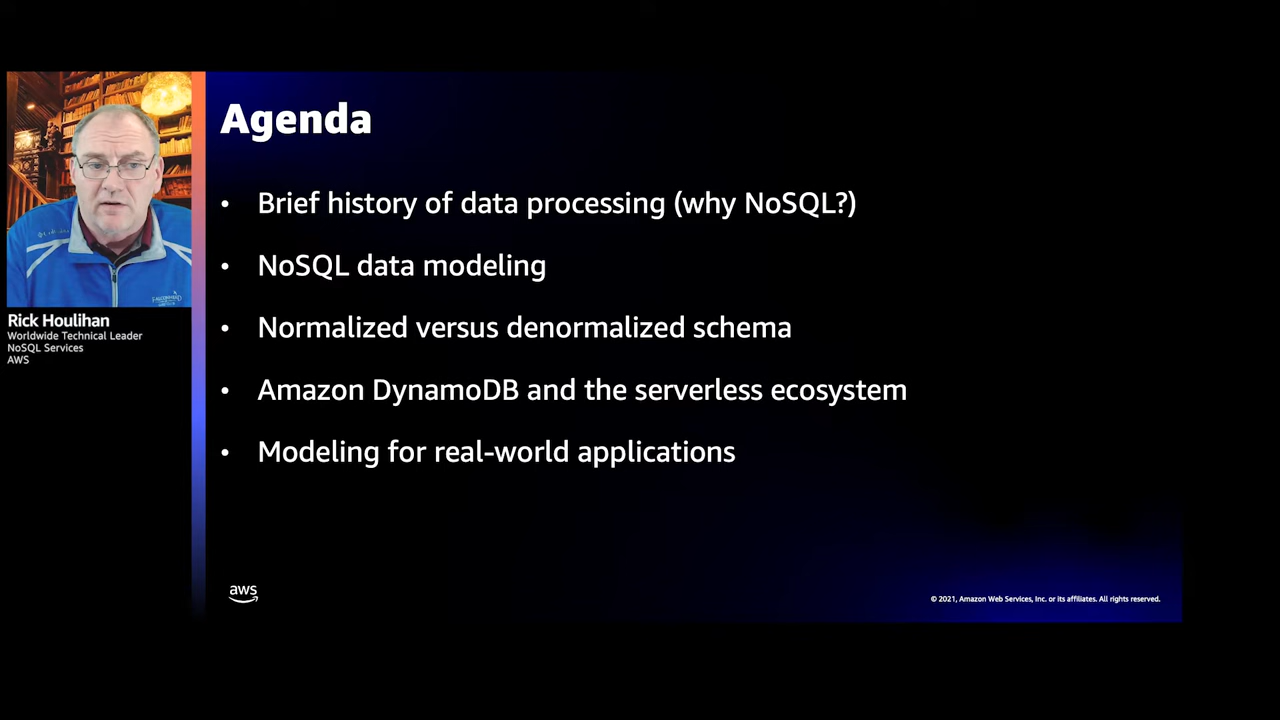 Agenda
• Brief history of data processing (why NoSQL?)
• NoSQL data modeling
• Normalized versus denormalized schema
• Amazon DynamoDB and the serverless ecosystem
• Modeling for real-world applications
Rick Houlihan
Worldwide Technical Leader
NoSQL Services
AWS
aws
© 2021, Amazon Web Services, Inc. or its affiliates. All rights reserved.